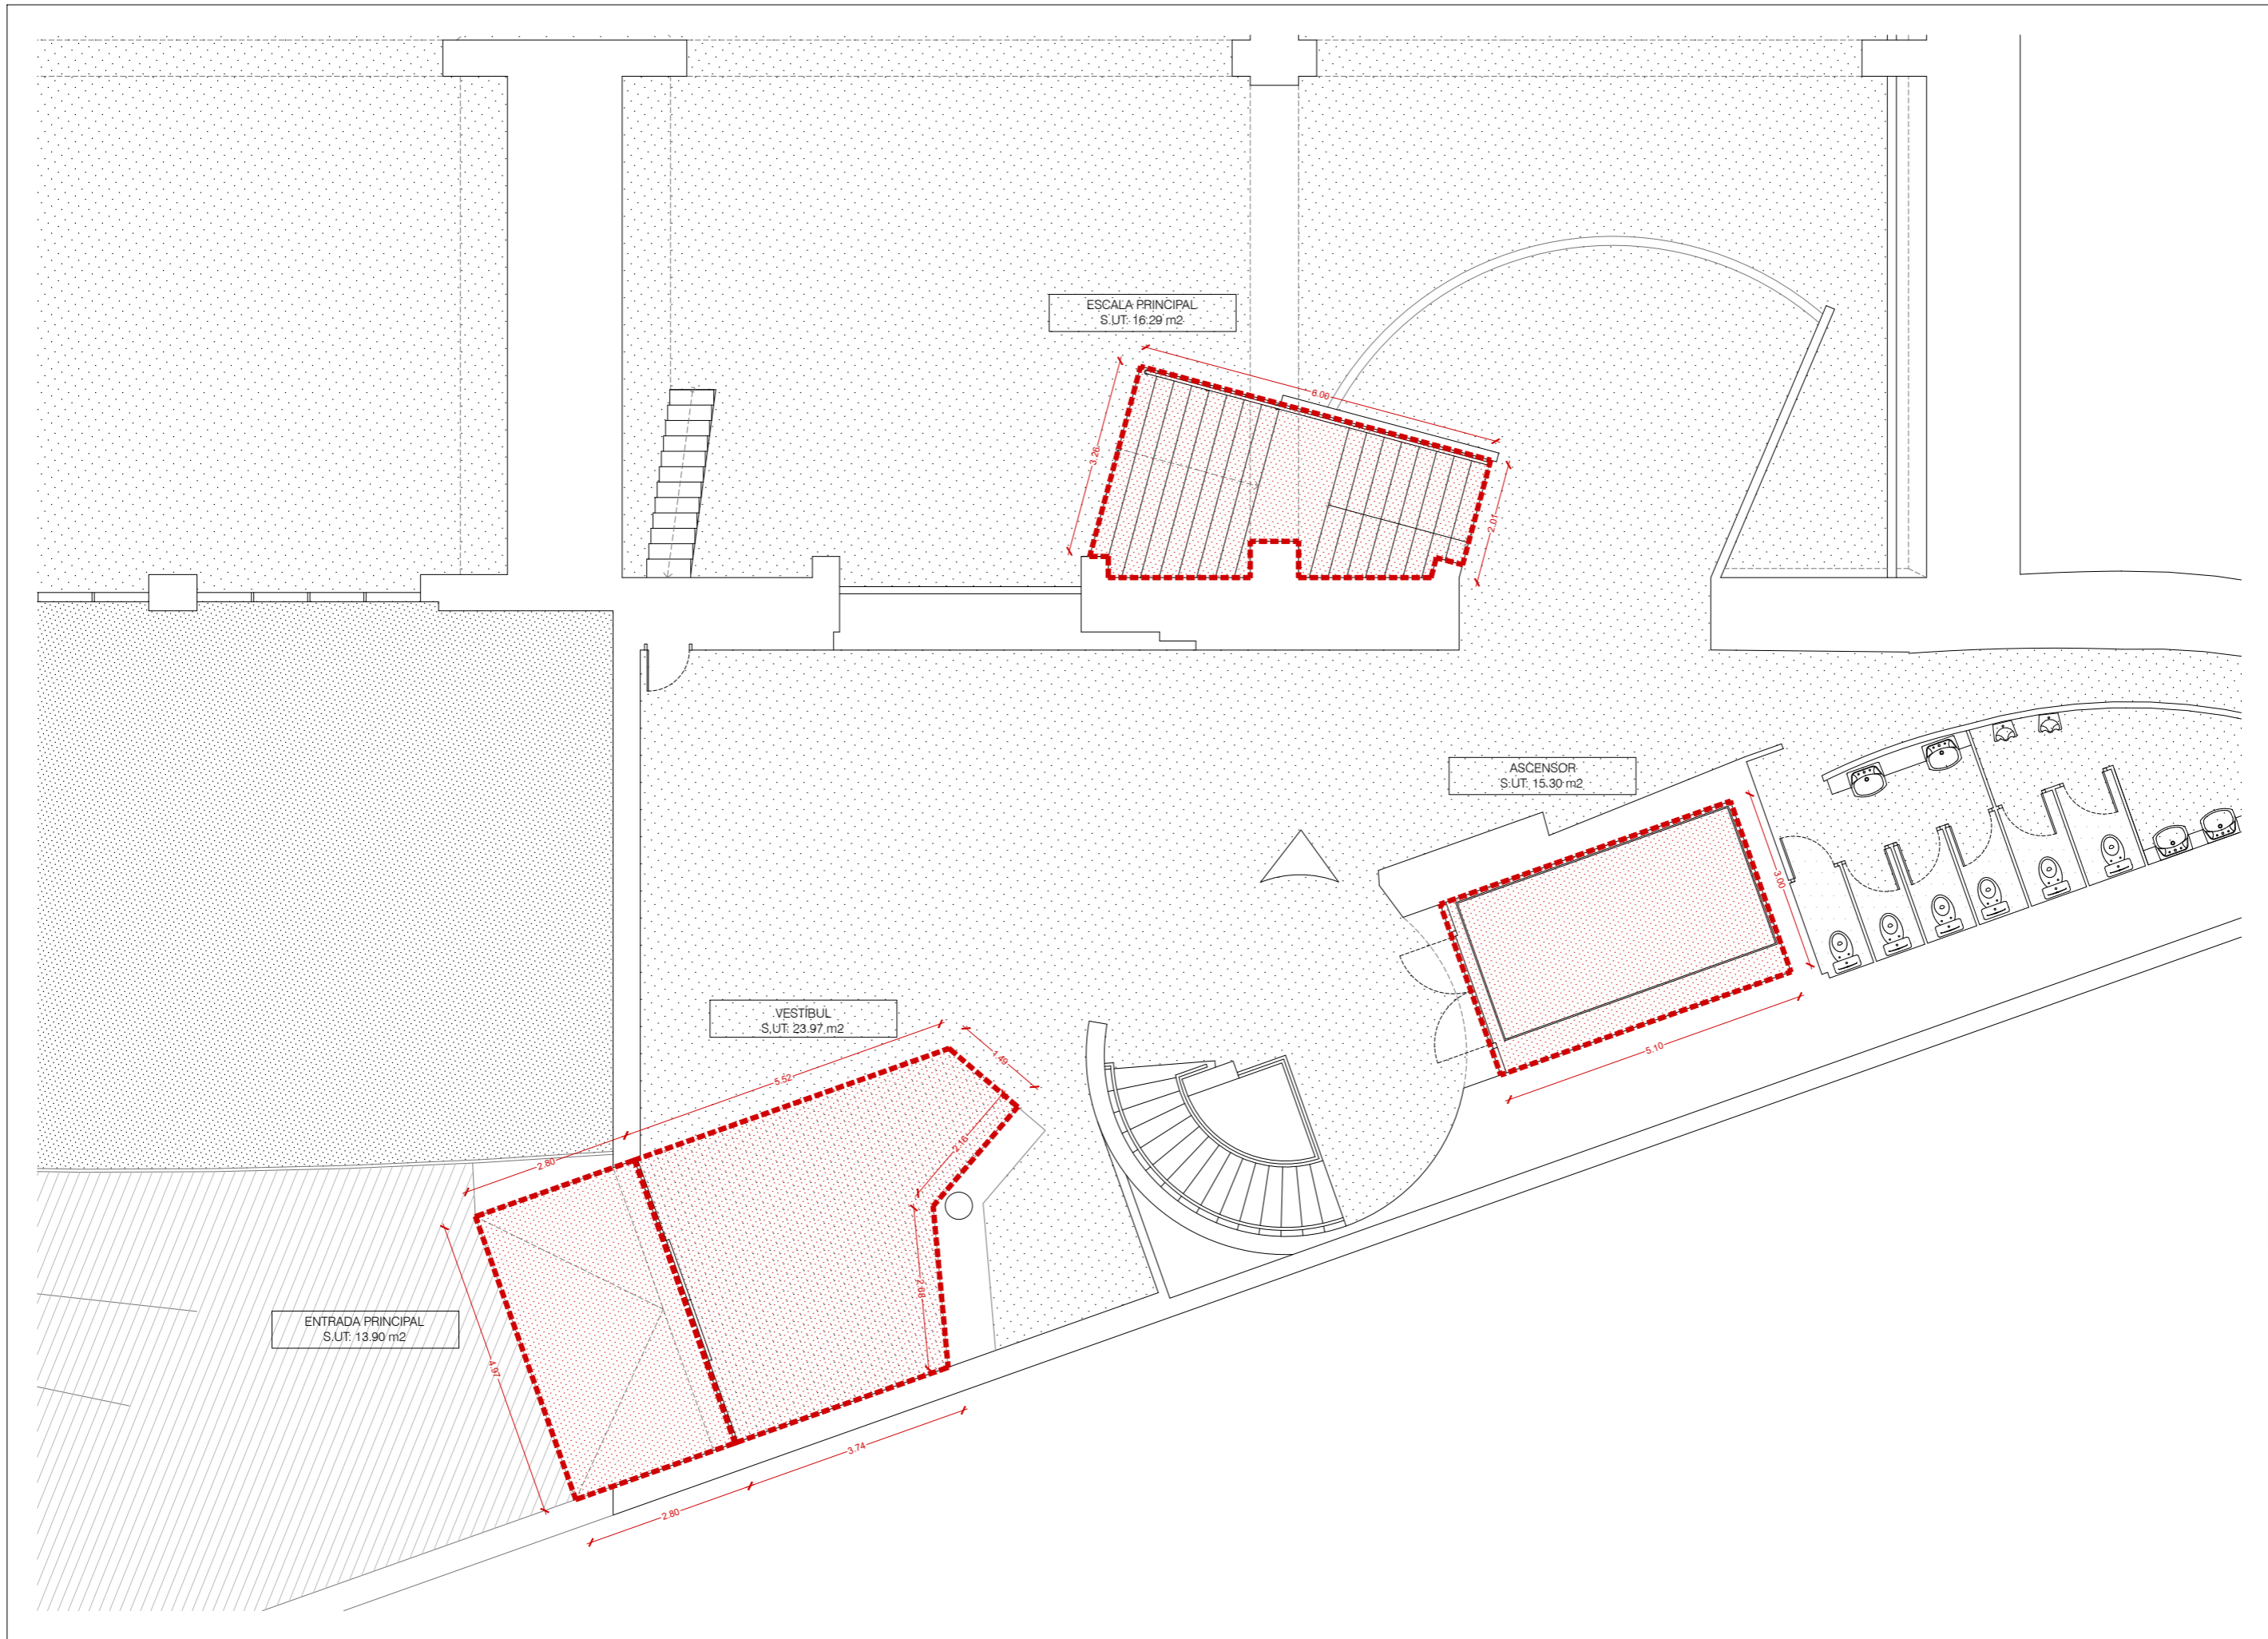 ESCALA PRINCIPAL
S.UT: 16.29 m2
6.00
3.26
2.01
ASCENSOR
S.UT: 15.30 m2
3.00
5.10
VESTÍBUL
S.UT: 23.97 m2
1.49
5.52
2.16
2.80
2.68
ENTRADA PRINCIPAL
S.UT: 13.90 m2
4.97
3.74
2.80